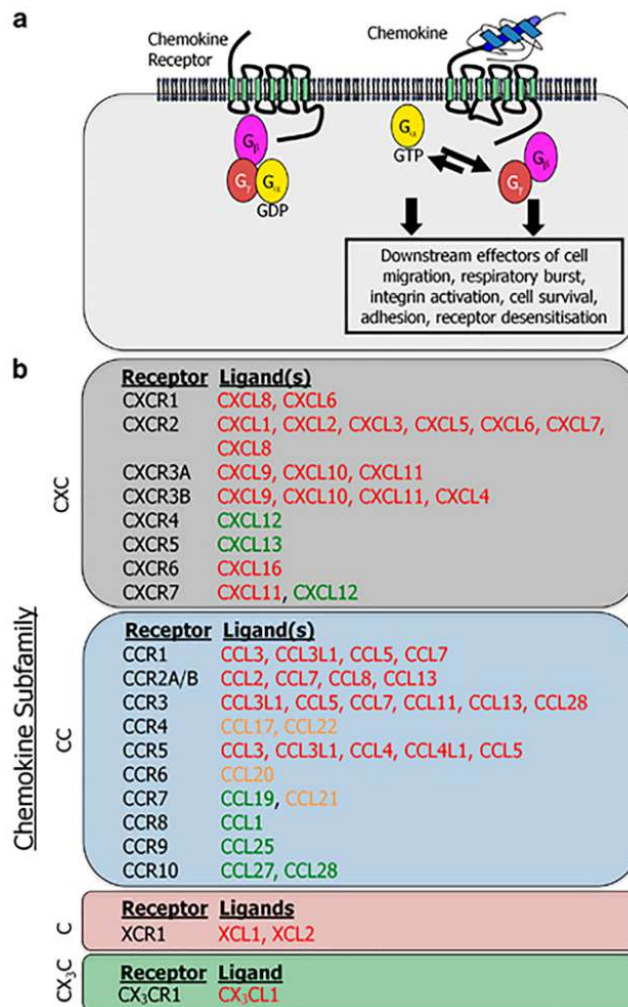 a
Chemokine
Receptor
Chemokine
Gβ
Gγ
Gα
GDP
Gα
GTP
Gβ
Gγ
Downstream effectors of cell
migration, respiratory burst,
integrin activation, cell survival,
adhesion, receptor desensitisation
b
Chemokine Subfamily
CXC
Receptor Ligand(s)
CXCR1 CXCL8, CXCL6
CXCR2 CXCL1, CXCL2, CXCL3, CXCL5, CXCL6, CXCL7,
CXCL8
CXCR3A CXCL9, CXCL10, CXCL11
CXCR3B CXCL9, CXCL10, CXCL11, CXCL4
CXCR4 CXCL12
CXCR5 CXCL13
CXCR6 CXCL16
CXCR7 CXCL11, CXCL12
CC
Receptor Ligand(s)
CCR1 CCL3, CCL3L1, CCL5, CCL7
CCR2A/B CCL2, CCL7, CCL8, CCL13
CCR3 CCL3L1, CCL5, CCL7, CCL11, CCL13, CCL28
CCR4 CCL17, CCL22
CCR5 CCL3, CCL3L1, CCL4, CCL4L1, CCL5
CCR6 CCL20
CCR7 CCL19, CCL21
CCR8 CCL1
CCR9 CCL25
CCR10 CCL27, CCL28
C
Receptor Ligands
XCR1 XCL1, XCL2
CX₃C
Receptor Ligand
CX₃CR1 CX₃CL1